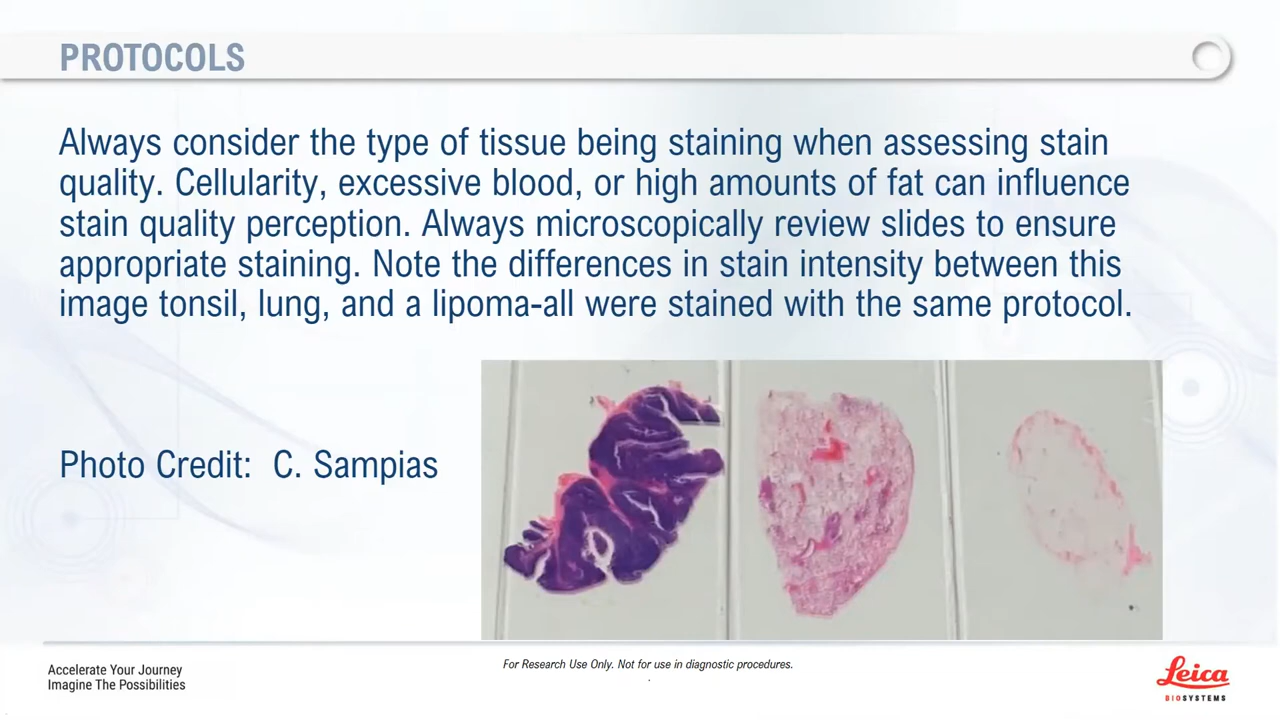 PROTOCOLS
Always consider the type of tissue being staining when assessing stain
quality. Cellularity, excessive blood, or high amounts of fat can influence
stain quality perception. Always microscopically review slides to ensure
appropriate staining. Note the differences in stain intensity between this
image tonsil, lung, and a lipoma-all were stained with the same protocol.
Photo Credit: C. Sampias
Accelerate Your Journey
Imagine The Possibilities
For Research Use Only. Not for use in diagnostic procedures.
.
Leica
BIOSYSTEMS